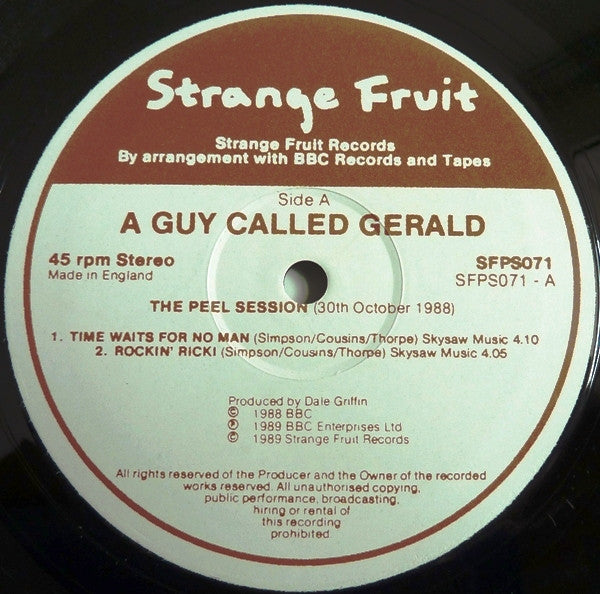 Strange Fruit
Strange Fruit Records
By arrangement with BBC Records and Tapes
Side A
A GUY CALLED GERALD
45 rpm Stereo
Made in England
SFPS071
SFPS071 - A
THE PEEL SESSION (30th October 1988)
1. TIME WAITS FOR NO MAN (Simpson/Cousins/Thorpe) Skysaw Music 4.10
2. ROCKIN' RICKI (Simpson/Cousins/Thorpe) Skysaw Music 4.05
Produced by Dale Griffin
© 1988 BBC
℗ 1989 BBC Enterprises Ltd
© 1989 Strange Fruit Records
All rights reserved of the Producer and the Owner of the recorded
works reserved. All unauthorised copying,
public performance, broadcasting,
hiring or rental of
this recording
prohibited.